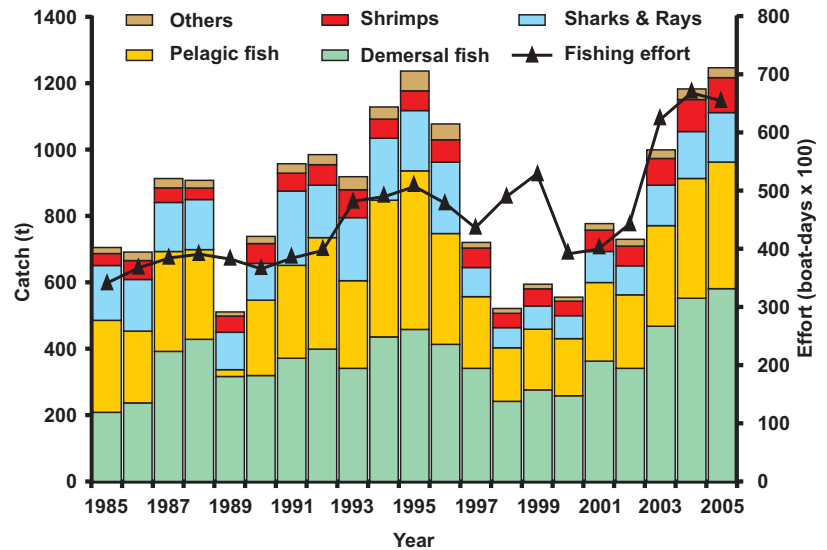 Others Shrimps Sharks & Rays
Pelagic fish Demersal fish Fishing effort
Catch (t)
1400
1200
1000
800
600
400
200
0
Effort (boat-days x 100)
800
700
600
500
400
300
200
100
0
1985 1987 1989 1991 1993 1995 1997 1999 2001 2003 2005
Year